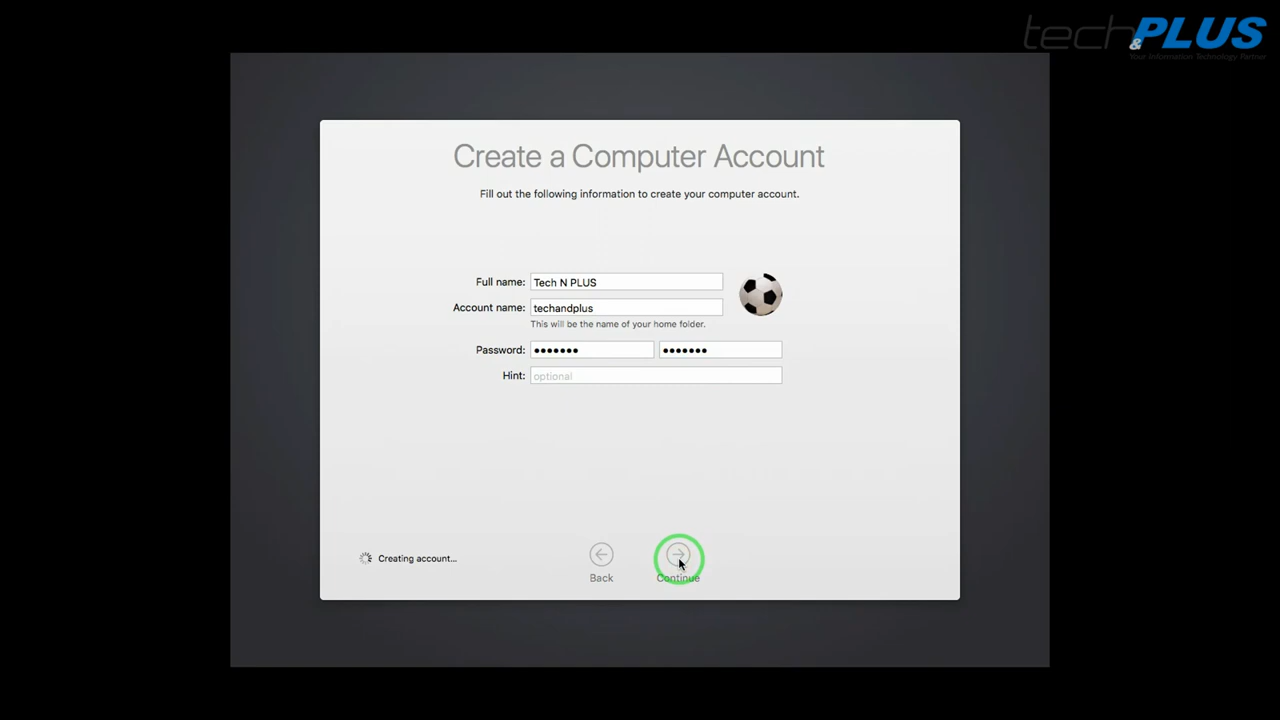 tech&PLUS
Your Information Technology Partner
Create a Computer Account
Fill out the following information to create your computer account.
Full name: Tech N PLUS
Account name: techandplus
This will be the name of your home folder.
Password: ••••••• •••••••
Hint: optional
Creating account...
Back
Continue